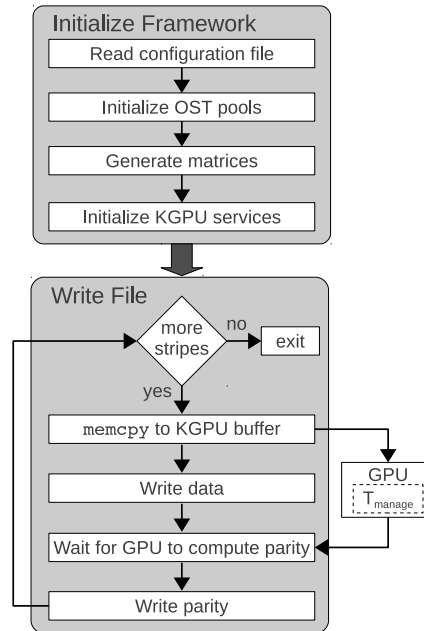 Initialize Framework
Read configuration file
Initialize OST pools
Generate matrices
Initialize KGPU services
Write File
more
stripes
no
exit
yes
memcpy to KGPU buffer
GPU
Tmanage
Write data
Wait for GPU to compute parity
Write parity